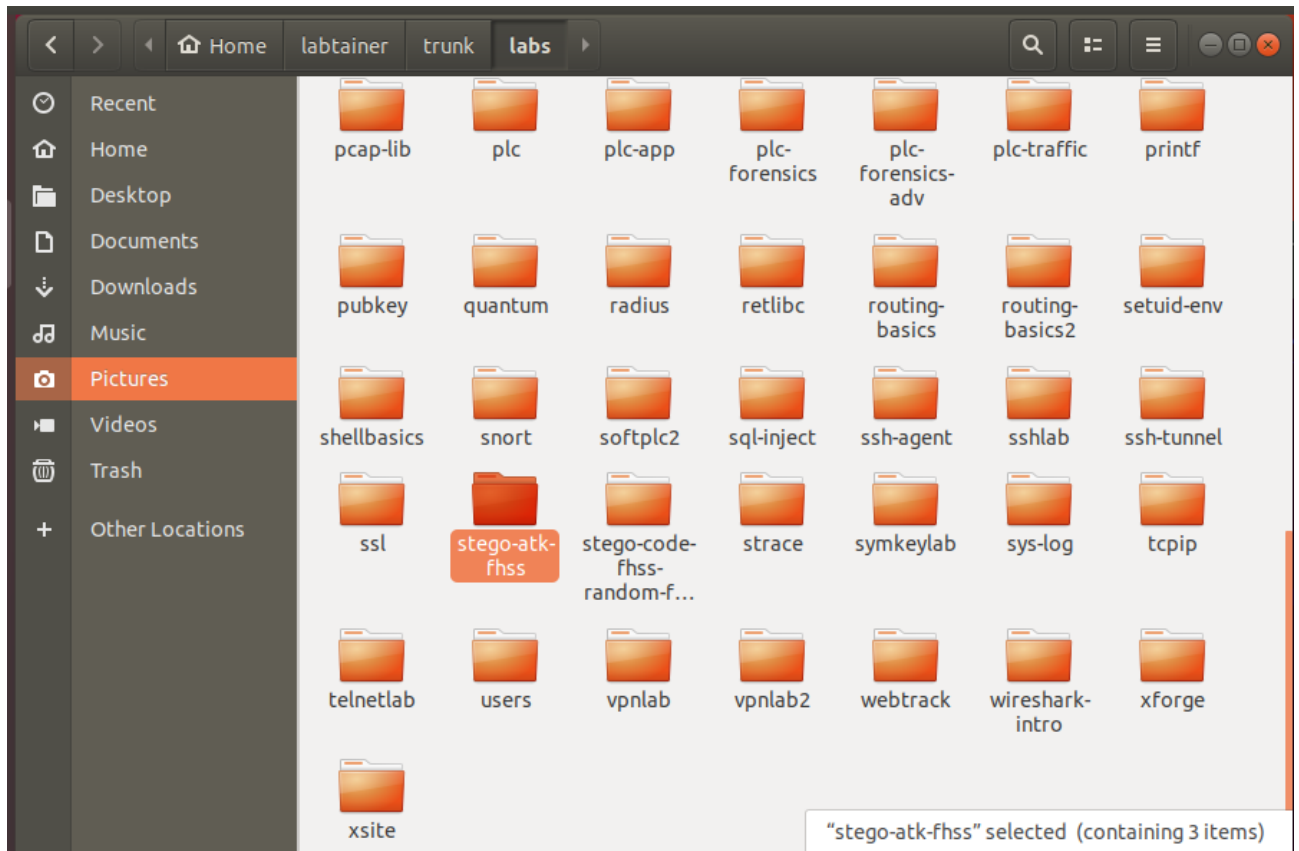 Home labtainer trunk labs
Recent
Home
Desktop
Documents
Downloads
Music
Pictures
Videos
Trash
+ Other Locations
pcap-lib plc plc-app plc- plc- plc-traffic printf
forensics forensics-
adv
pubkey quantum radius retlibc routing- routing- setuid-env
basics basics2
shellbasics snort softplc2 sql-inject ssh-agent sshlab ssh-tunnel
ssl stego-atk- stego-code- strace symkeylab sys-log tcpip
fhss fhss-
random-f…
telnetlab users vpnlab vpnlab2 webtrack wireshark- xforge
intro
xsite
“stego-atk-fhss” selected (containing 3 items)